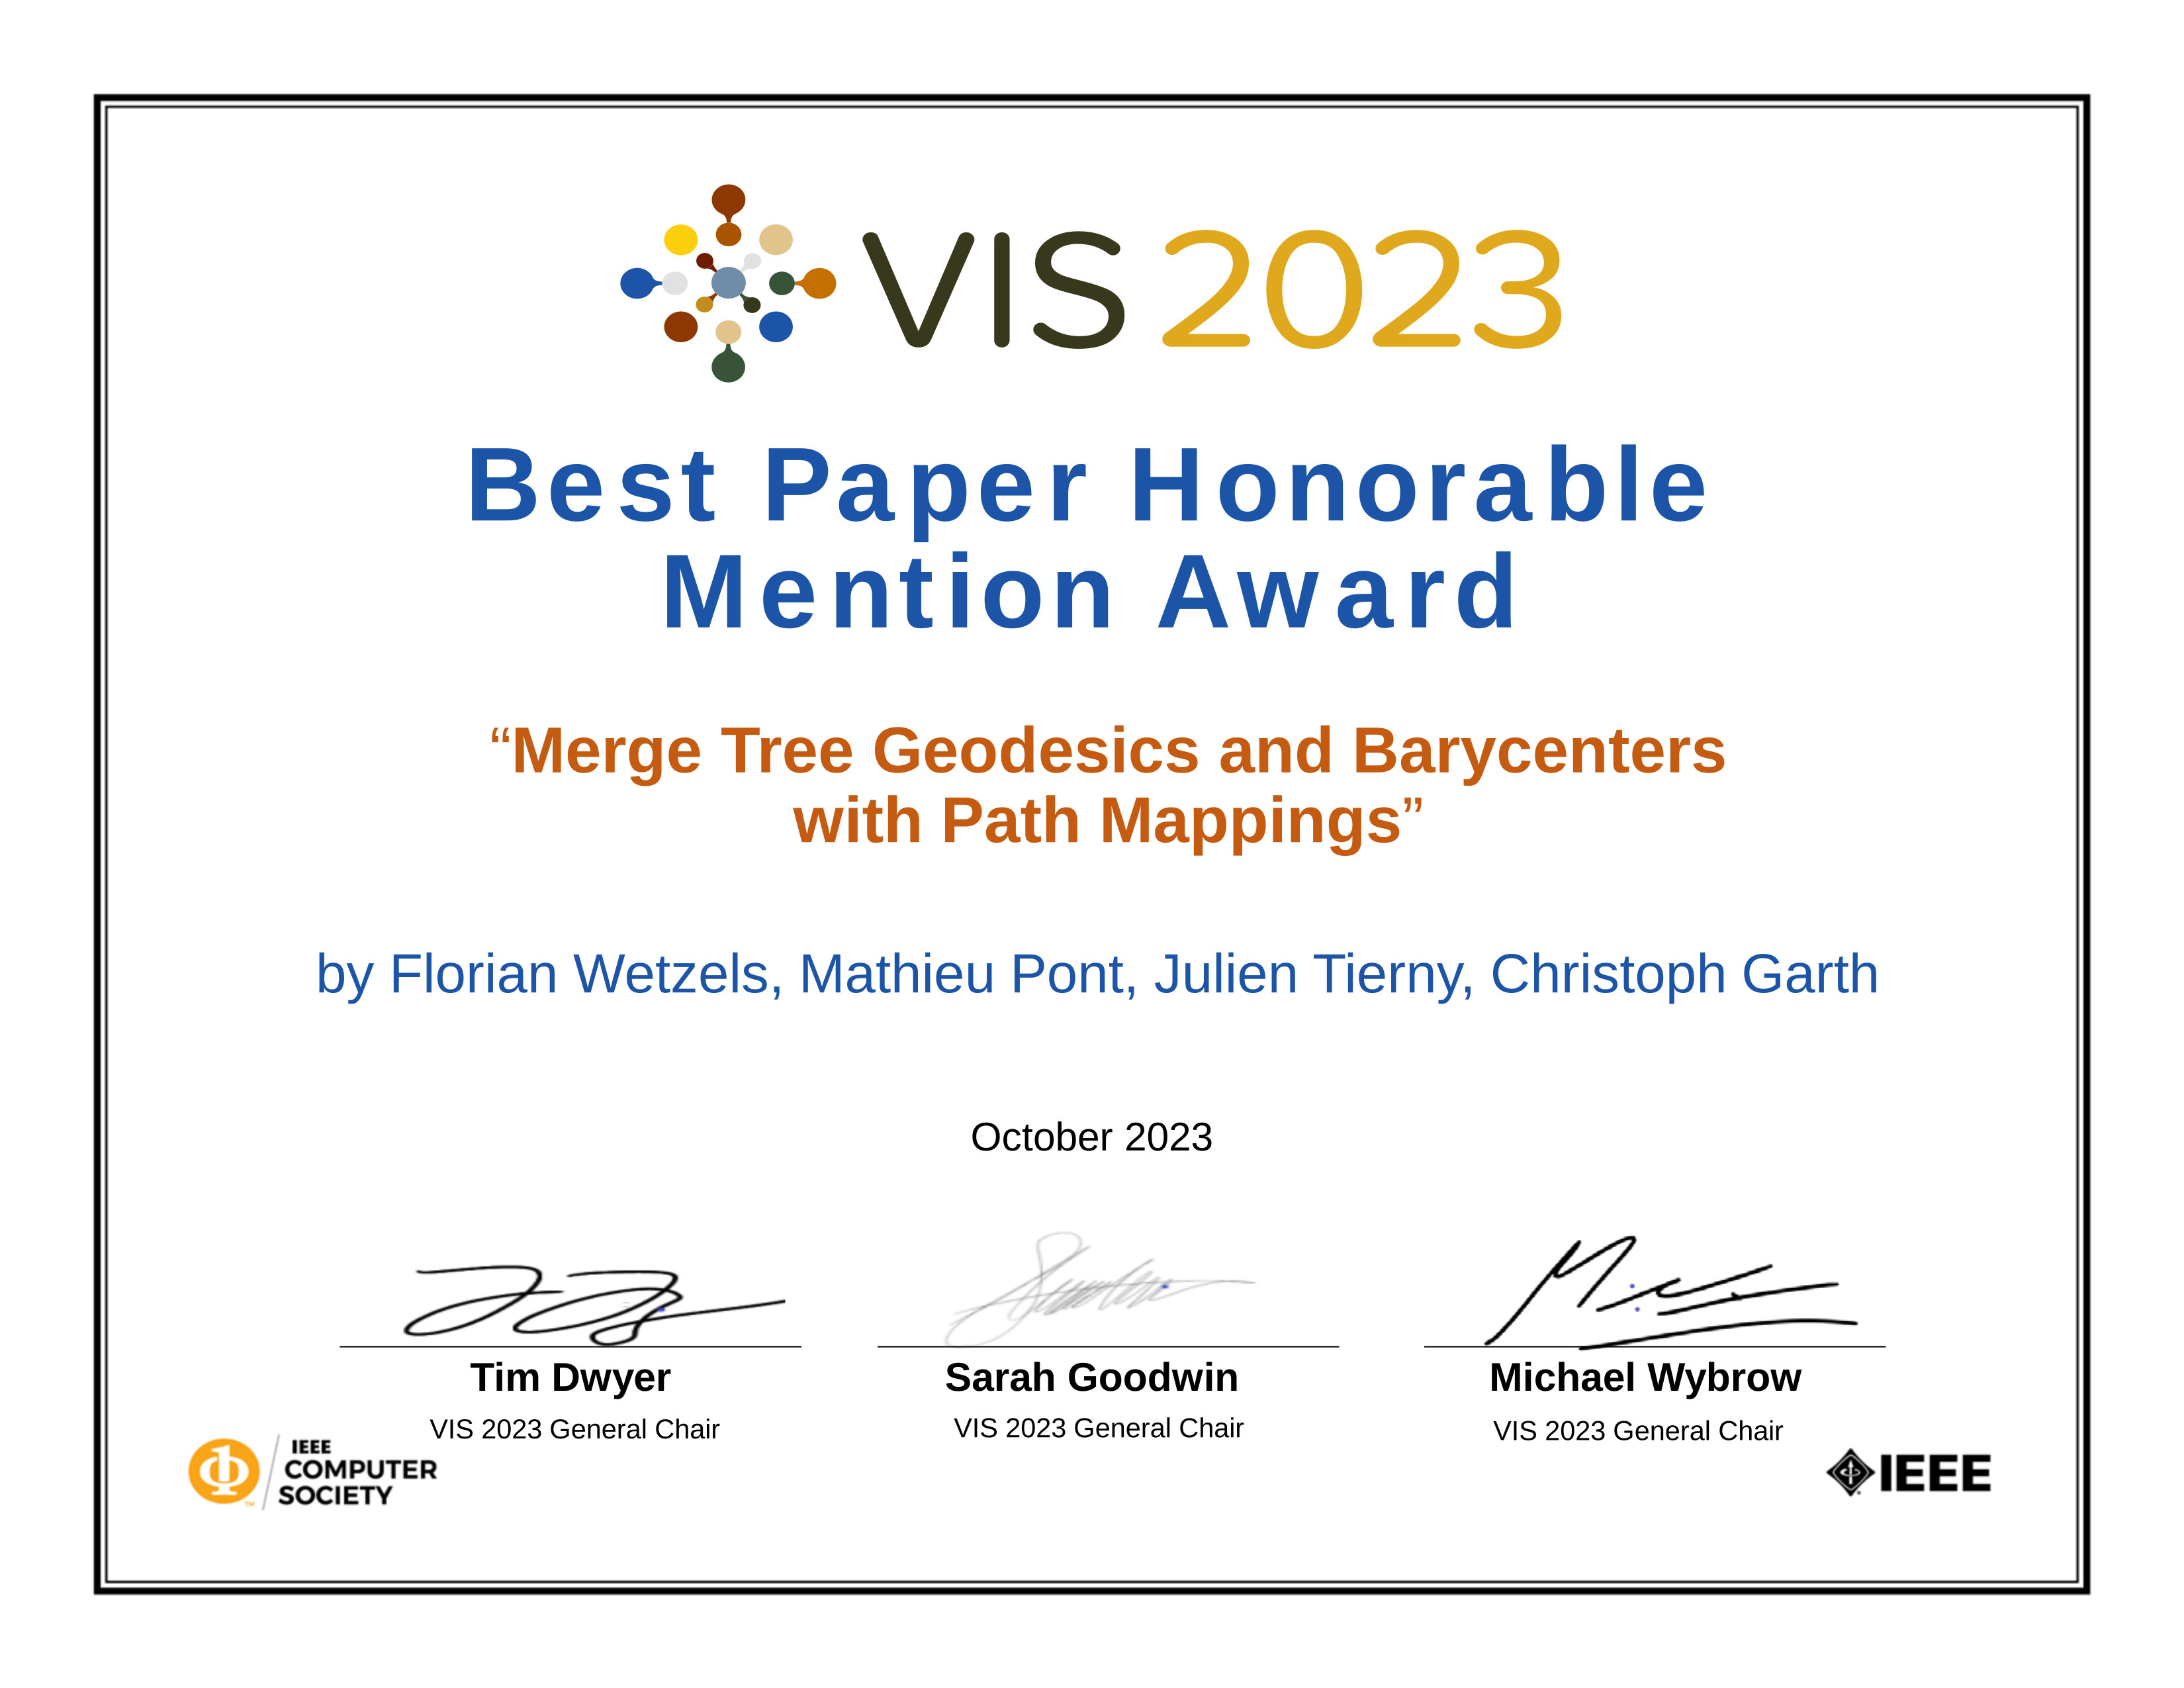 VIS 2023
Best Paper Honorable
Mention Award
“Merge Tree Geodesics and Barycenters
with Path Mappings”
by Florian Wetzels, Mathieu Pont, Julien Tierny, Christoph Garth
October 2023
Tim Dwyer
VIS 2023 General Chair
Sarah Goodwin
VIS 2023 General Chair
Michael Wybrow
VIS 2023 General Chair
IEEE
COMPUTER
SOCIETY
TM
IEEE